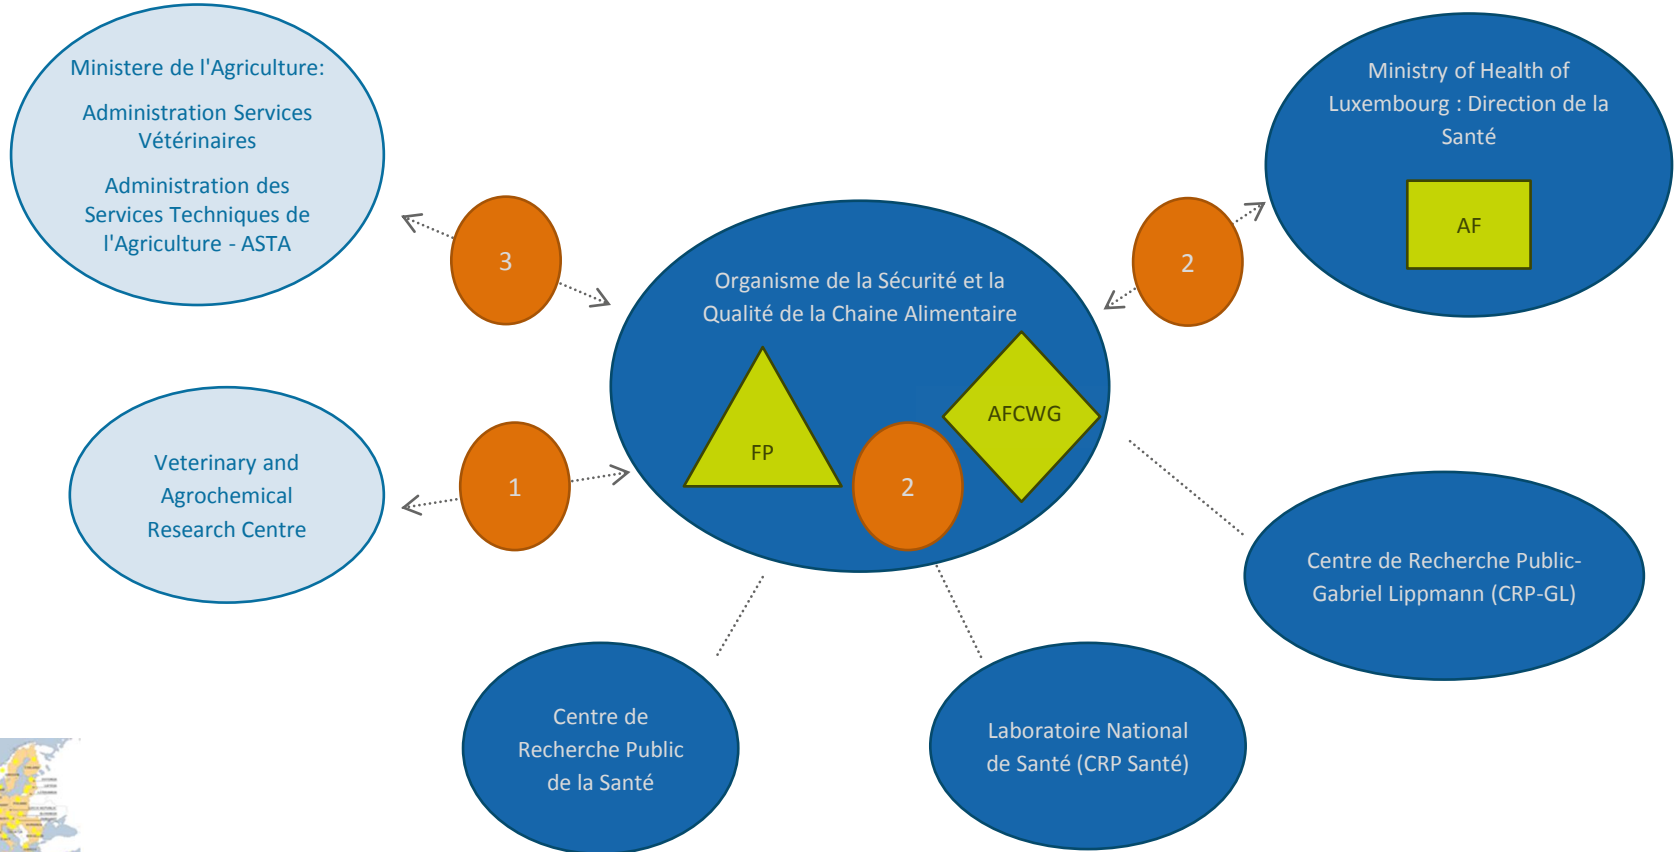 Ministere de l'Agriculture:
Administration Services
Vétérinaires
Administration des
Services Techniques de
l'Agriculture - ASTA
3
Organisme de la Sécurité et la
Qualité de la Chaine Alimentaire
FP
AFCWG
2
2
Ministry of Health of
Luxembourg : Direction de la
Santé
AF
Veterinary and
Agrochemical
Research Centre
1
Centre de Recherche Public-
Gabriel Lippmann (CRP-GL)
Centre de
Recherche Public
de la Santé
Laboratoire National
de Santé (CRP Santé)